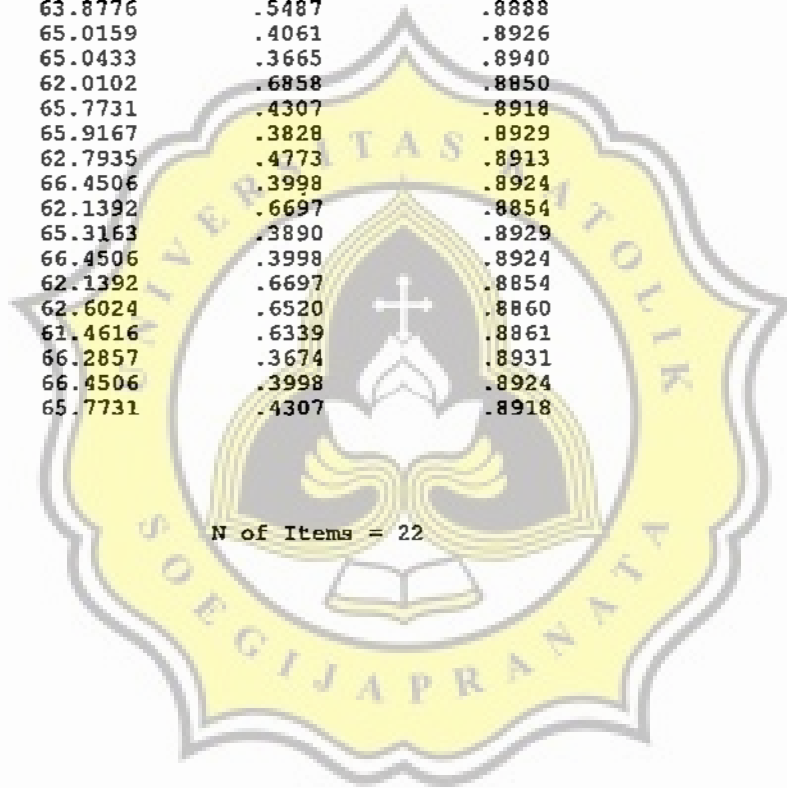 63.8776 .5487 .8888
65.0159 .4061 .8926
65.0433 .3665 .8940
62.0102 .6858 .8850
65.7731 .4307 .8918
65.9167 .3828 .8929
62.7935 .4773 .8913
66.4506 .3998 .8924
62.1392 .6697 .8854
65.3163 .3890 .8929
66.4506 .3998 .8924
62.1392 .6697 .8854
62.6024 .6520 .8860
61.4616 .6339 .8861
66.2857 .3674 .8931
66.4506 .3998 .8924
65.7731 .4307 .8918
N of Items = 22
UNIVERSITAS KATOLIK
SOEGIJAPRANATA